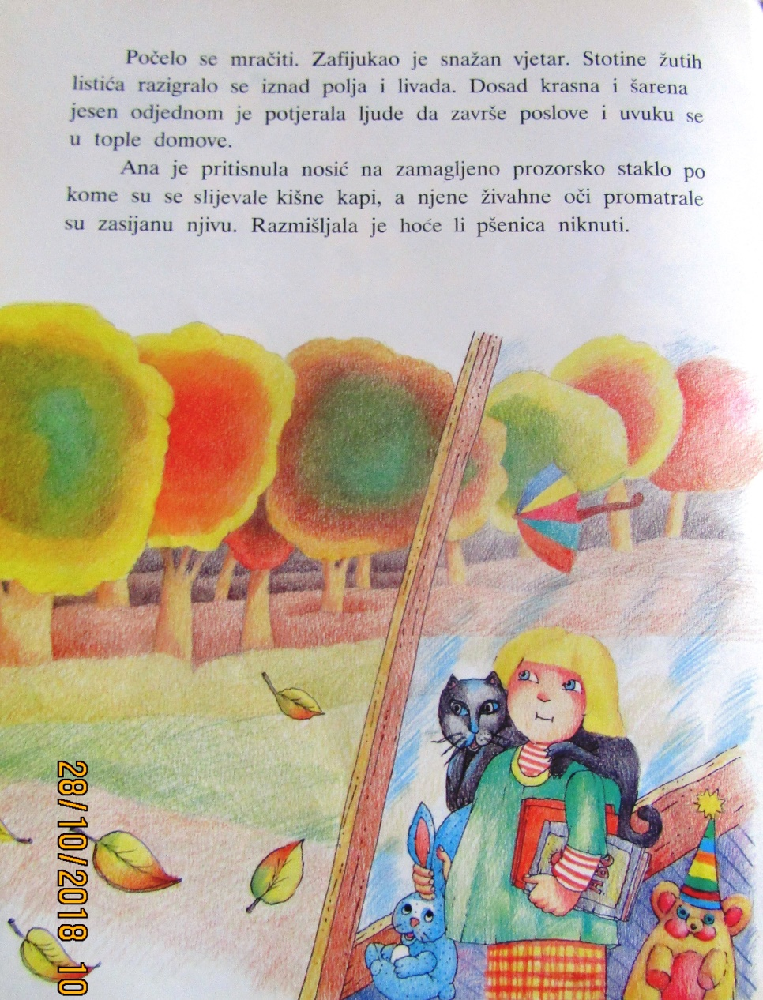 Počelo se mračiti. Zafijukao je snažan vjetar. Stotine žutih
listića razigralo se iznad polja i livada. Dosad krasna i šarena
jesen odjednom je potjerala ljude da završe poslove i uvuku se
u tople domove.
Ana je pritisnula nosić na zamagljeno prozorsko staklo po
kome su se slijevale kišne kapi, a njene živahne oči promatrale
su zasijanu njivu. Razmišljala je hoće li pšenica niknuti.
28/10/2018 10